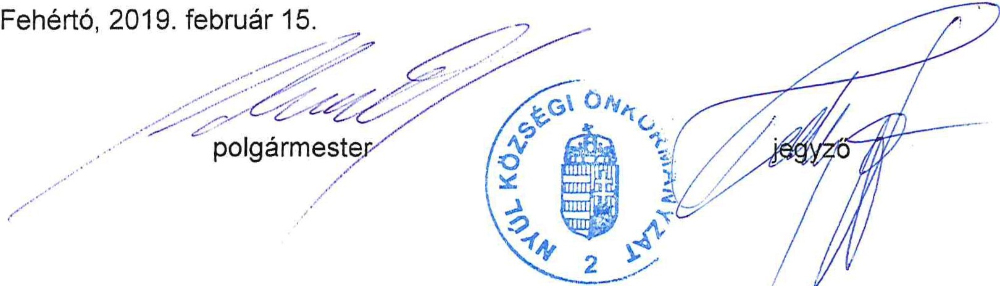 Fehértó, 2019. február 15.
polgármester
jegyző
NYÚL KÖZSÉGI ÖNKORMÁNYZAT
2